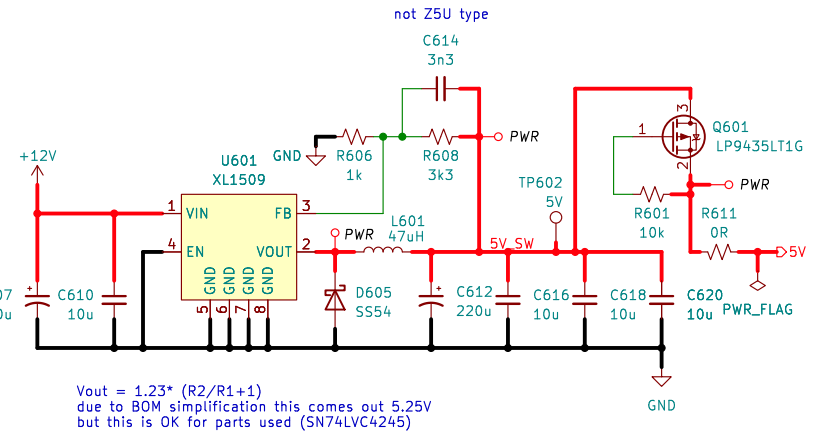 not Z5U type
C614
3n3
PWR
GND
R606
1k
R608
3k3
3
1
Q601
LP9435LT1G
2
PWR
+12V
U601
XL1509
TP602
5V
R601
10k
R611
0R
1
VIN
FB
3
L601
47uH
PWR
4
EN
VOUT
2
5V_SW
5V
GND
GND
GND
GND
5
6
7
8
07
0u
C610
10u
D605
SS54
C612
220u
C616
10u
C618
10u
C620
10u
PWR_FLAG
GND
Vout = 1.23* (R2/R1+1)
due to BOM simplification this comes out 5.25V
but this is OK for parts used (SN74LVC4245)